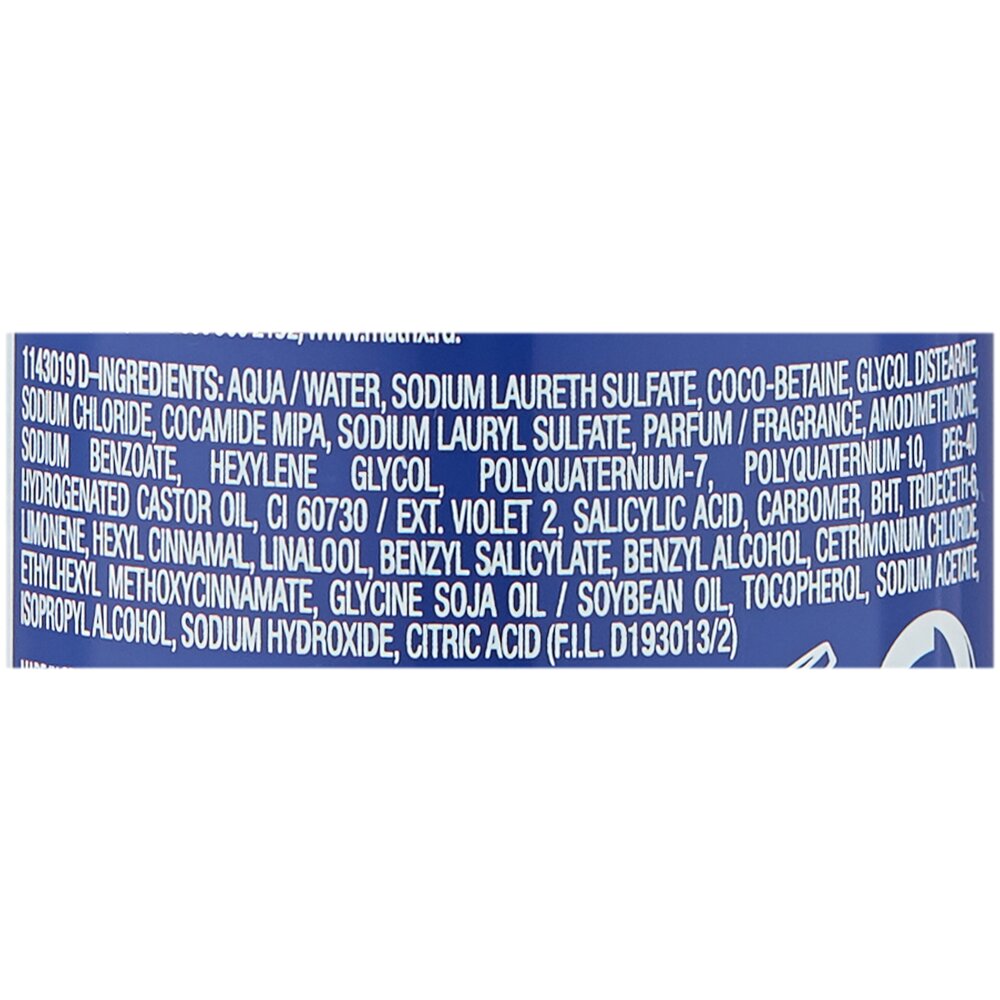 www.matrix.ru.
1143019 D-INGREDIENTS: AQUA / WATER, SODIUM LAURETH SULFATE, COCO-BETAINE, GLYCOL DISTEARATE,
SODIUM CHLORIDE, COCAMIDE MIPA, SODIUM LAURYL SULFATE, PARFUM / FRAGRANCE, AMODIMETHICONE,
SODIUM BENZOATE, HEXYLENE GLYCOL, POLYQUATERNIUM-7, POLYQUATERNIUM-10, PEG-40
HYDROGENATED CASTOR OIL, CI 60730 / EXT. VIOLET 2, SALICYLIC ACID, CARBOMER, BHT, TRIDECETH-6,
LIMONENE, HEXYL CINNAMAL, LINALOOL, BENZYL SALICYLATE, BENZYL ALCOHOL, CETRIMONIUM CHLORIDE,
ETHYLHEXYL METHOXYCINNAMATE, GLYCINE SOJA OIL / SOYBEAN OIL, TOCOPHEROL, SODIUM ACETATE,
ISOPROPYL ALCOHOL, SODIUM HYDROXIDE, CITRIC ACID (F.I.L. D193013/2)